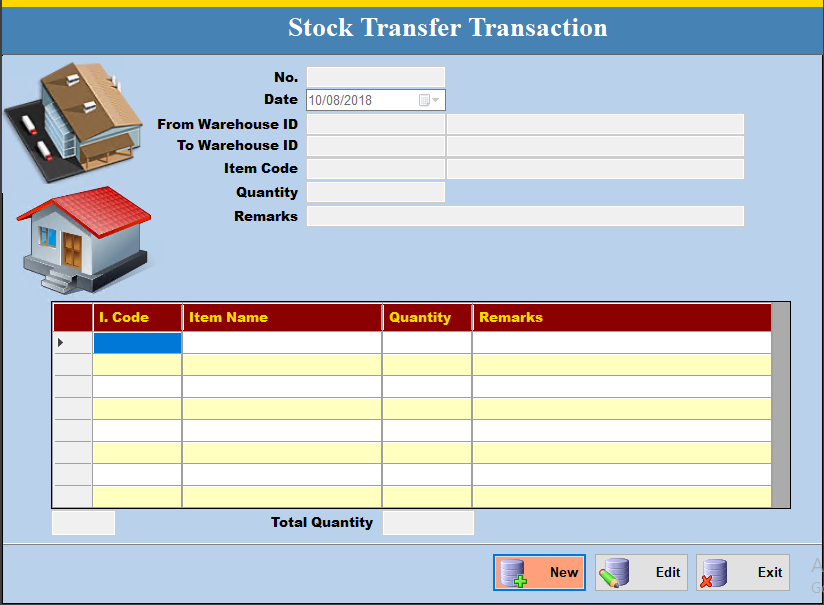 Stock Transfer Transaction
No.
Date 10/08/2018
From Warehouse ID
To Warehouse ID
Item Code
Quantity
Remarks
I. Code Item Name Quantity Remarks
Total Quantity
New Edit Exit